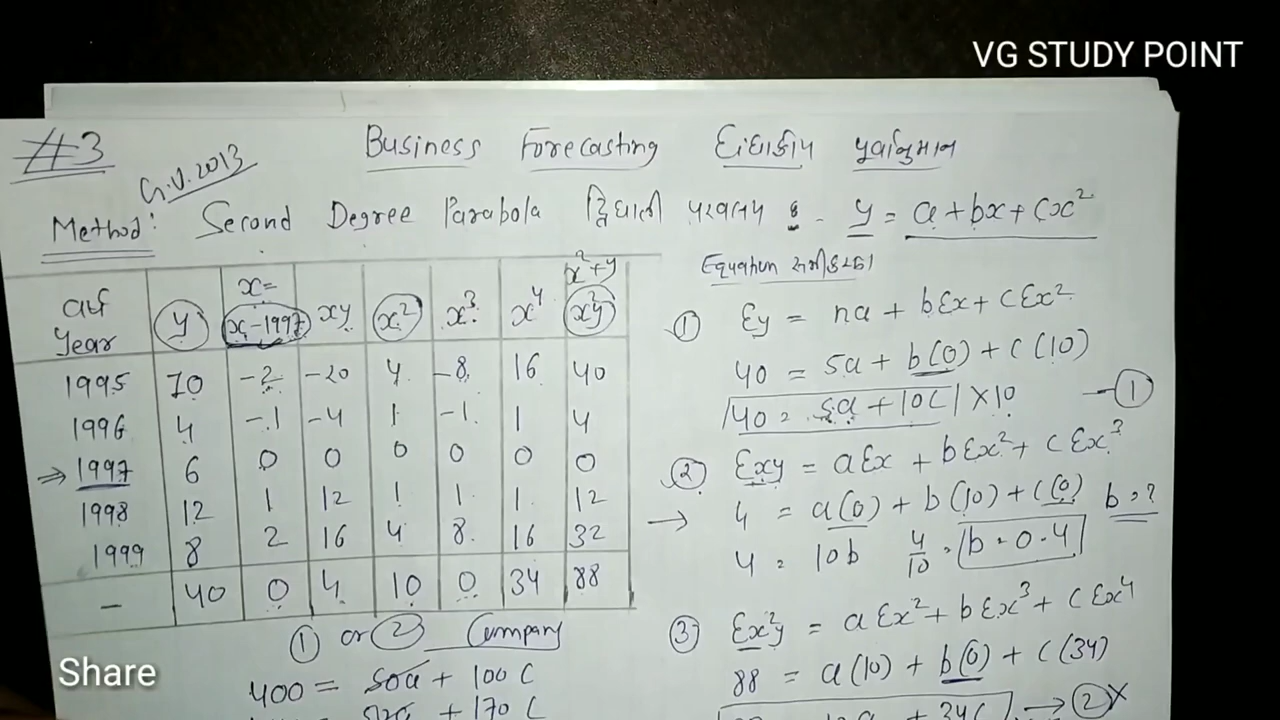 VG STUDY POINT
#3
Business Forecasting ધંધાકીય પૂર્વાનુમાન
G.U. 2013
Method: Second Degree Parabola દ્વિઘાતી પરવલય : - y = a + bx + cx²
વર્ષ Year | y | x = x - 1997 | xy | x² | x³ | x⁴ | x² + y x²y
1995 | 10 | -2 | -20 | 4 | -8 | 16 | 40
1996 | 4 | -1 | -4 | 1 | -1 | 1 | 4
⇒ 1997 | 6 | 0 | 0 | 0 | 0 | 0 | 0
1998 | 12 | 1 | 12 | 1 | 1 | 1 | 12
1999 | 8 | 2 | 16 | 4 | 8 | 16 | 32
- | 40 | 0 | 4 | 10 | 0 | 34 | 88
① or ② Company
400 = 50a + 100C
+ 170C
Equation સમીકરણ
① Σy = na + bΣx + CΣx²
40 = 5a + b(0) + C(10)
40 = 5a + 10C × 10 — ①
② Σxy = aΣx + bΣx² + CΣx³
→ 4 = a(0) + b(10) + C(0) b = ?
4 = 10b 4/10 = b = 0.4
③ Σx²y = aΣx² + bΣx³ + CΣx⁴
88 = a(10) + b(0) + C(34)
+ 34C → ② ×
Share